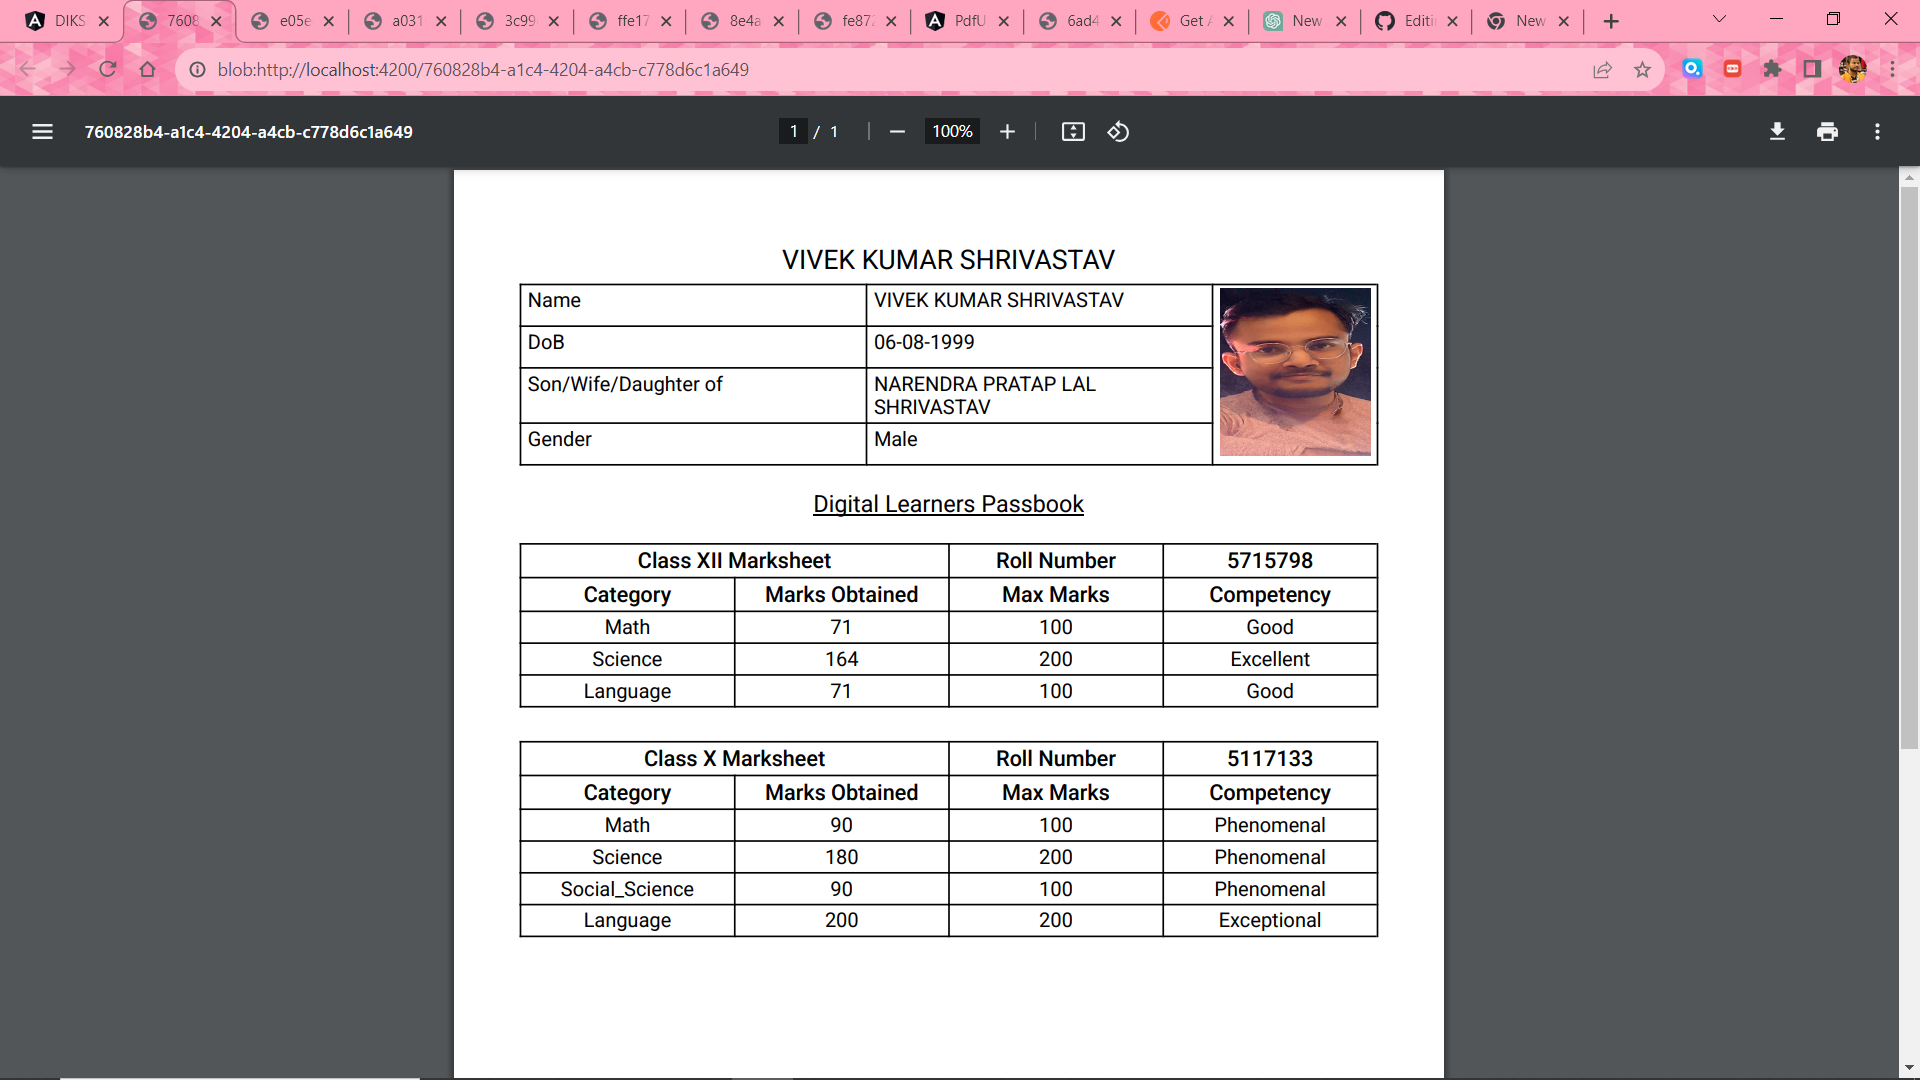 DIKS 7608 e05e a031 3c99 ffe17 8e4a fe872 PdfU 6ad4 Get New Editi New
blob:http://localhost:4200/760828b4-a1c4-4204-a4cb-c778d6c1a649
760828b4-a1c4-4204-a4cb-c778d6c1a649 1 / 1 100%
VIVEK KUMAR SHRIVASTAV
Name VIVEK KUMAR SHRIVASTAV
DoB 06-08-1999
Son/Wife/Daughter of NARENDRA PRATAP LAL
SHRIVASTAV
Gender Male
Digital Learners Passbook
Class XII Marksheet Roll Number 5715798
Category Marks Obtained Max Marks Competency
Math 71 100 Good
Science 164 200 Excellent
Language 71 100 Good
Class X Marksheet Roll Number 5117133
Category Marks Obtained Max Marks Competency
Math 90 100 Phenomenal
Science 180 200 Phenomenal
Social_Science 90 100 Phenomenal
Language 200 200 Exceptional